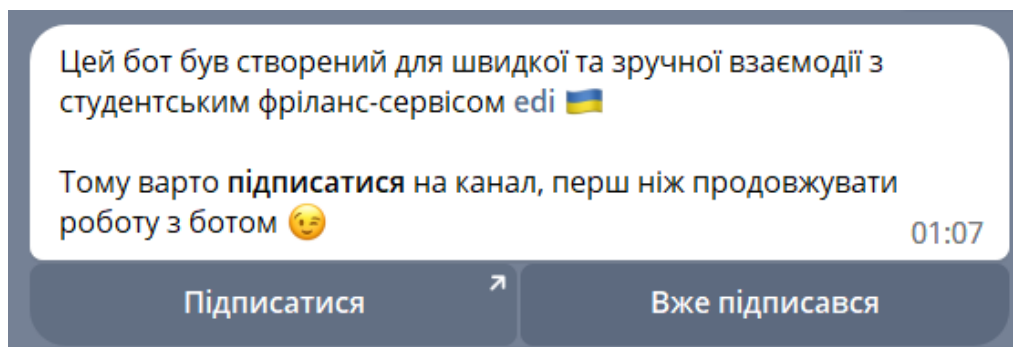 Цей бот був створений для швидкої та зручної взаємодії з
студентським фріланс-сервісом edi 🇺🇦
Тому варто підписатися на канал, перш ніж продовжувати
роботу з ботом 😉
01:07
Підписатися
Вже підписався